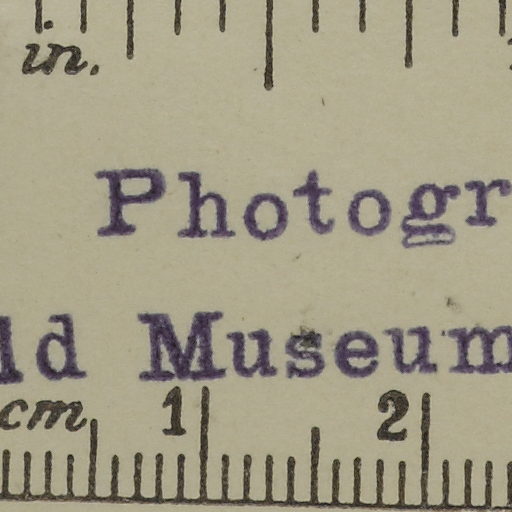 in.
Photogr
ld Museum
cm 1 2